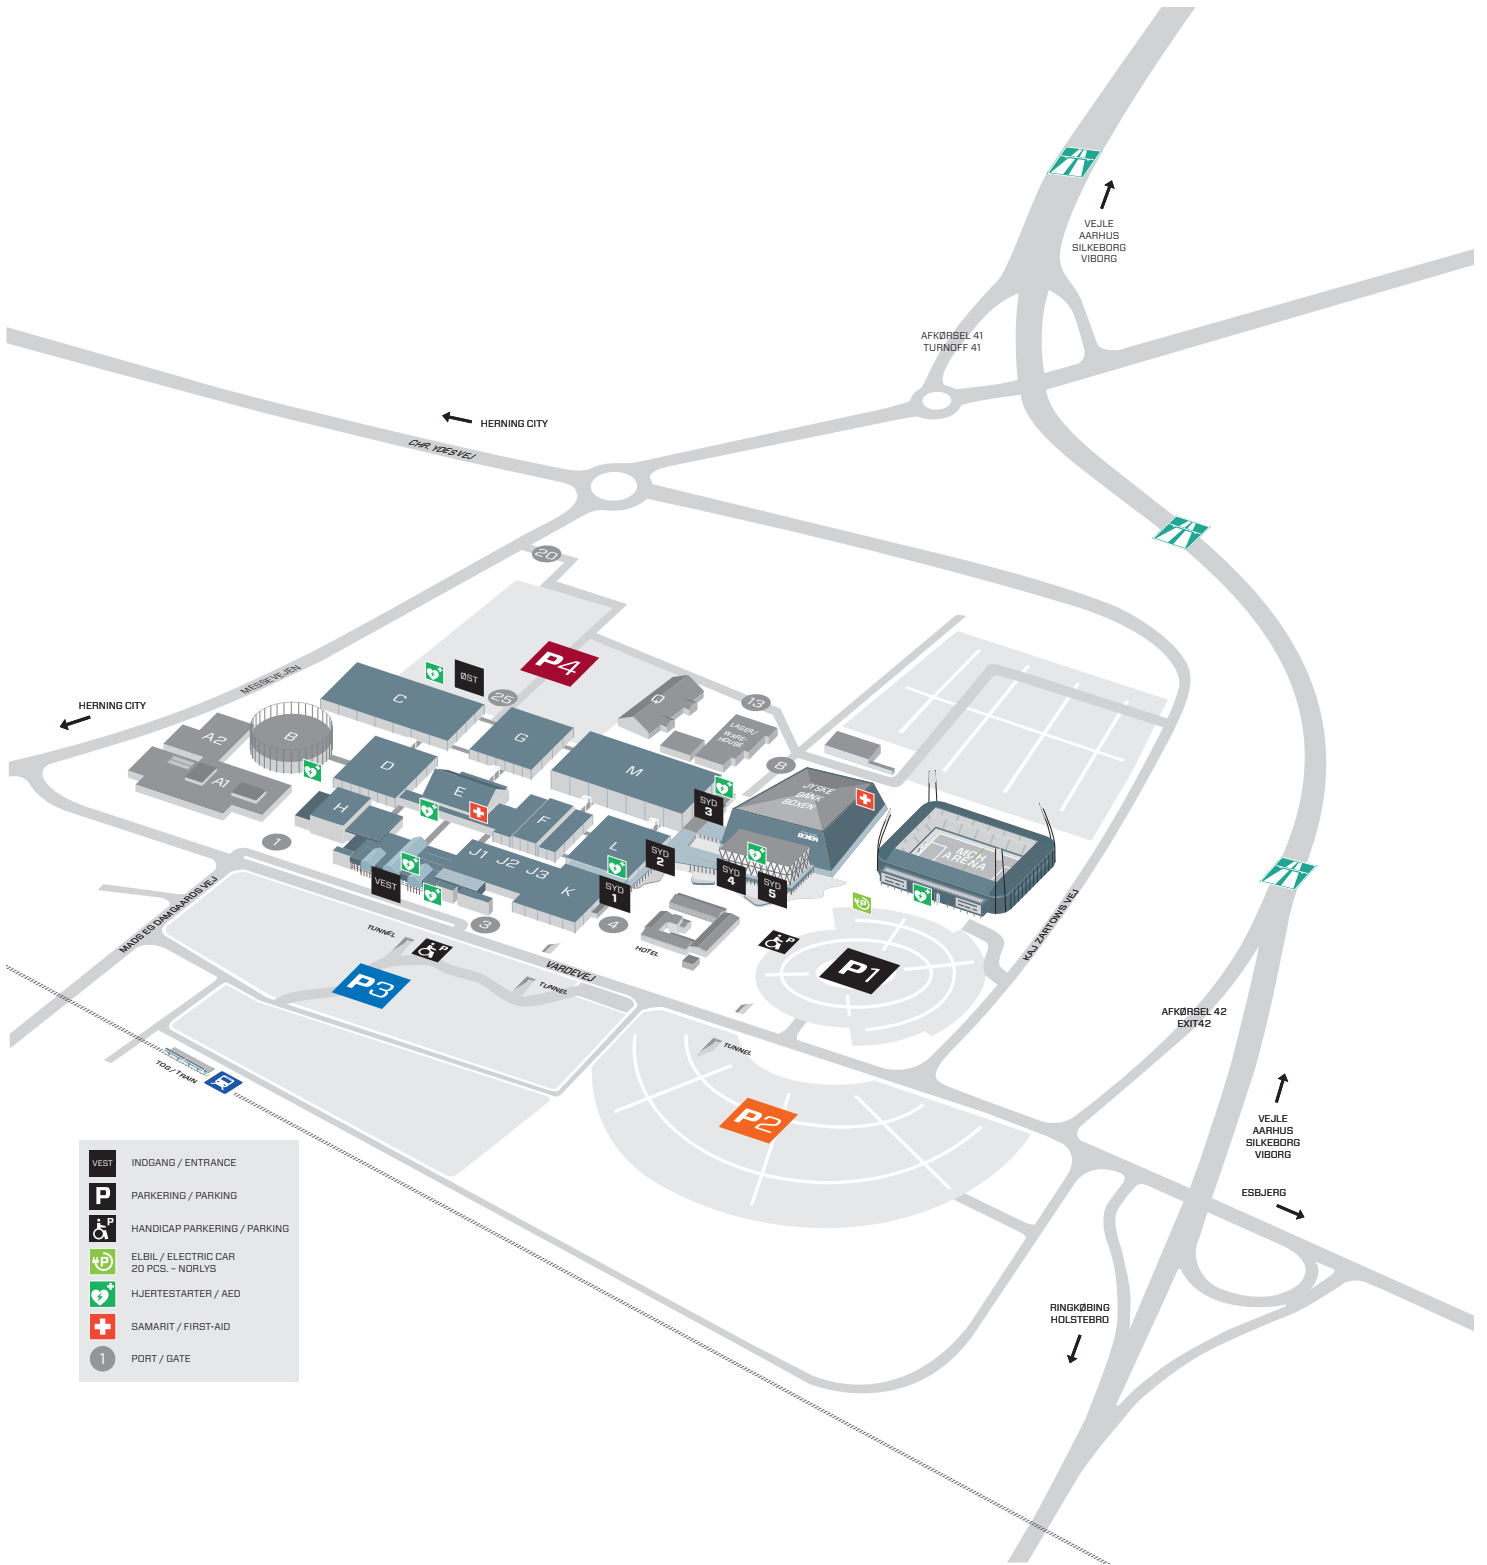 VEJLE
AARHUS
SILKEBORG
VIBORG
AFKØRSEL 41
TURNOFF 41
HERNING CITY
CHR. YDES VEJ
20
MESSEVEJEN
HERNING CITY
P4
ØST
25
13
8
C
G
Q
LAGER/
WARE-
HOUSE
A2
B
A1
D
E
M
H
F
L
J1
J2
J3
K
SYD
3
SYD
2
SYD
1
SYD
4
SYD
5
JYSKE
BANK
BOXEN
BOXEN
MCH
ARENA
1
VEST
3
4
HOTEL
MADS EG DAMGAARDS VEJ
TUNNEL
P
P3
VARDEVEJ
TUNNEL
P
P1
P
KAJ ZARTOWS VEJ
AFKØRSEL 42
EXIT42
TUNNEL
TOG / TRAIN
P2
VEJLE
AARHUS
SILKEBORG
VIBORG
ESBJERG
RINGKØBING
HOLSTEBRO
VEST
INDGANG / ENTRANCE
P
PARKERING / PARKING
P
HANDICAP PARKERING / PARKING
P
ELBIL / ELECTRIC CAR
20 PCS. – NORLYS
HJERTESTARTER / AED
SAMARIT / FIRST-AID
1
PORT / GATE